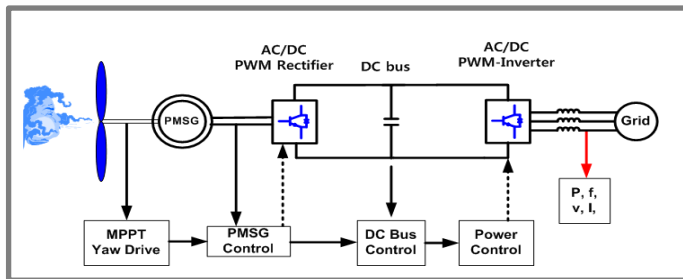 AC/DC
PWM Rectifier
DC bus
AC/DC
PWM-Inverter
PMSG
Grid
P, f,
v, I,
MPPT
Yaw Drive
PMSG
Control
DC Bus
Control
Power
Control